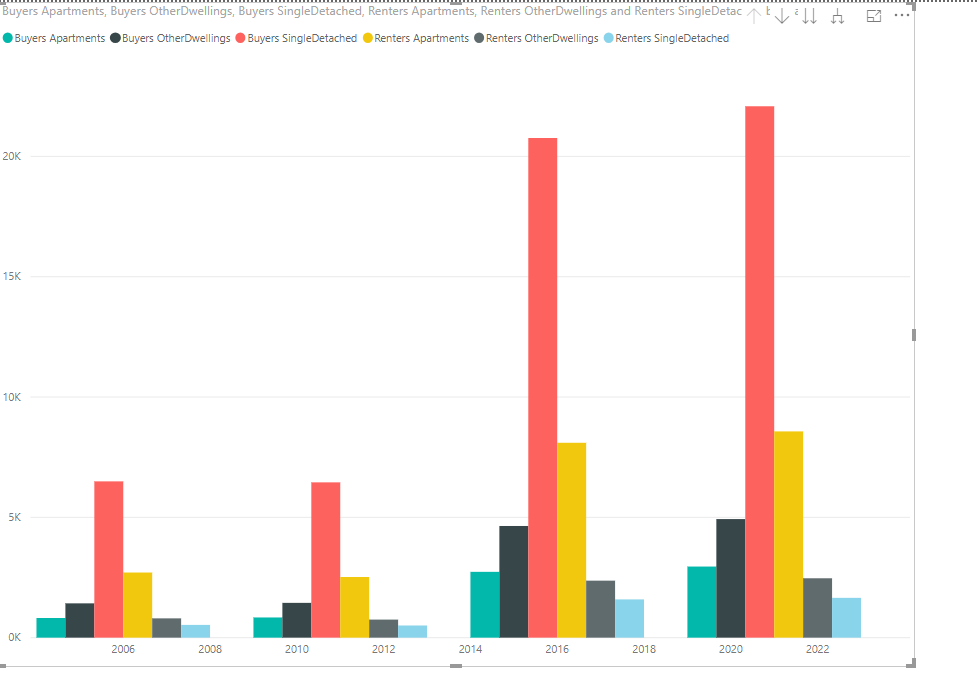 Buyers Apartments, Buyers OtherDwellings, Buyers SingleDetached, Renters Apartments, Renters OtherDwellings and Renters SingleDetac
Buyers Apartments Buyers OtherDwellings Buyers SingleDetached Renters Apartments Renters OtherDwellings Renters SingleDetached
20K
15K
10K
5K
0K
2006 2008 2010 2012 2014 2016 2018 2020 2022